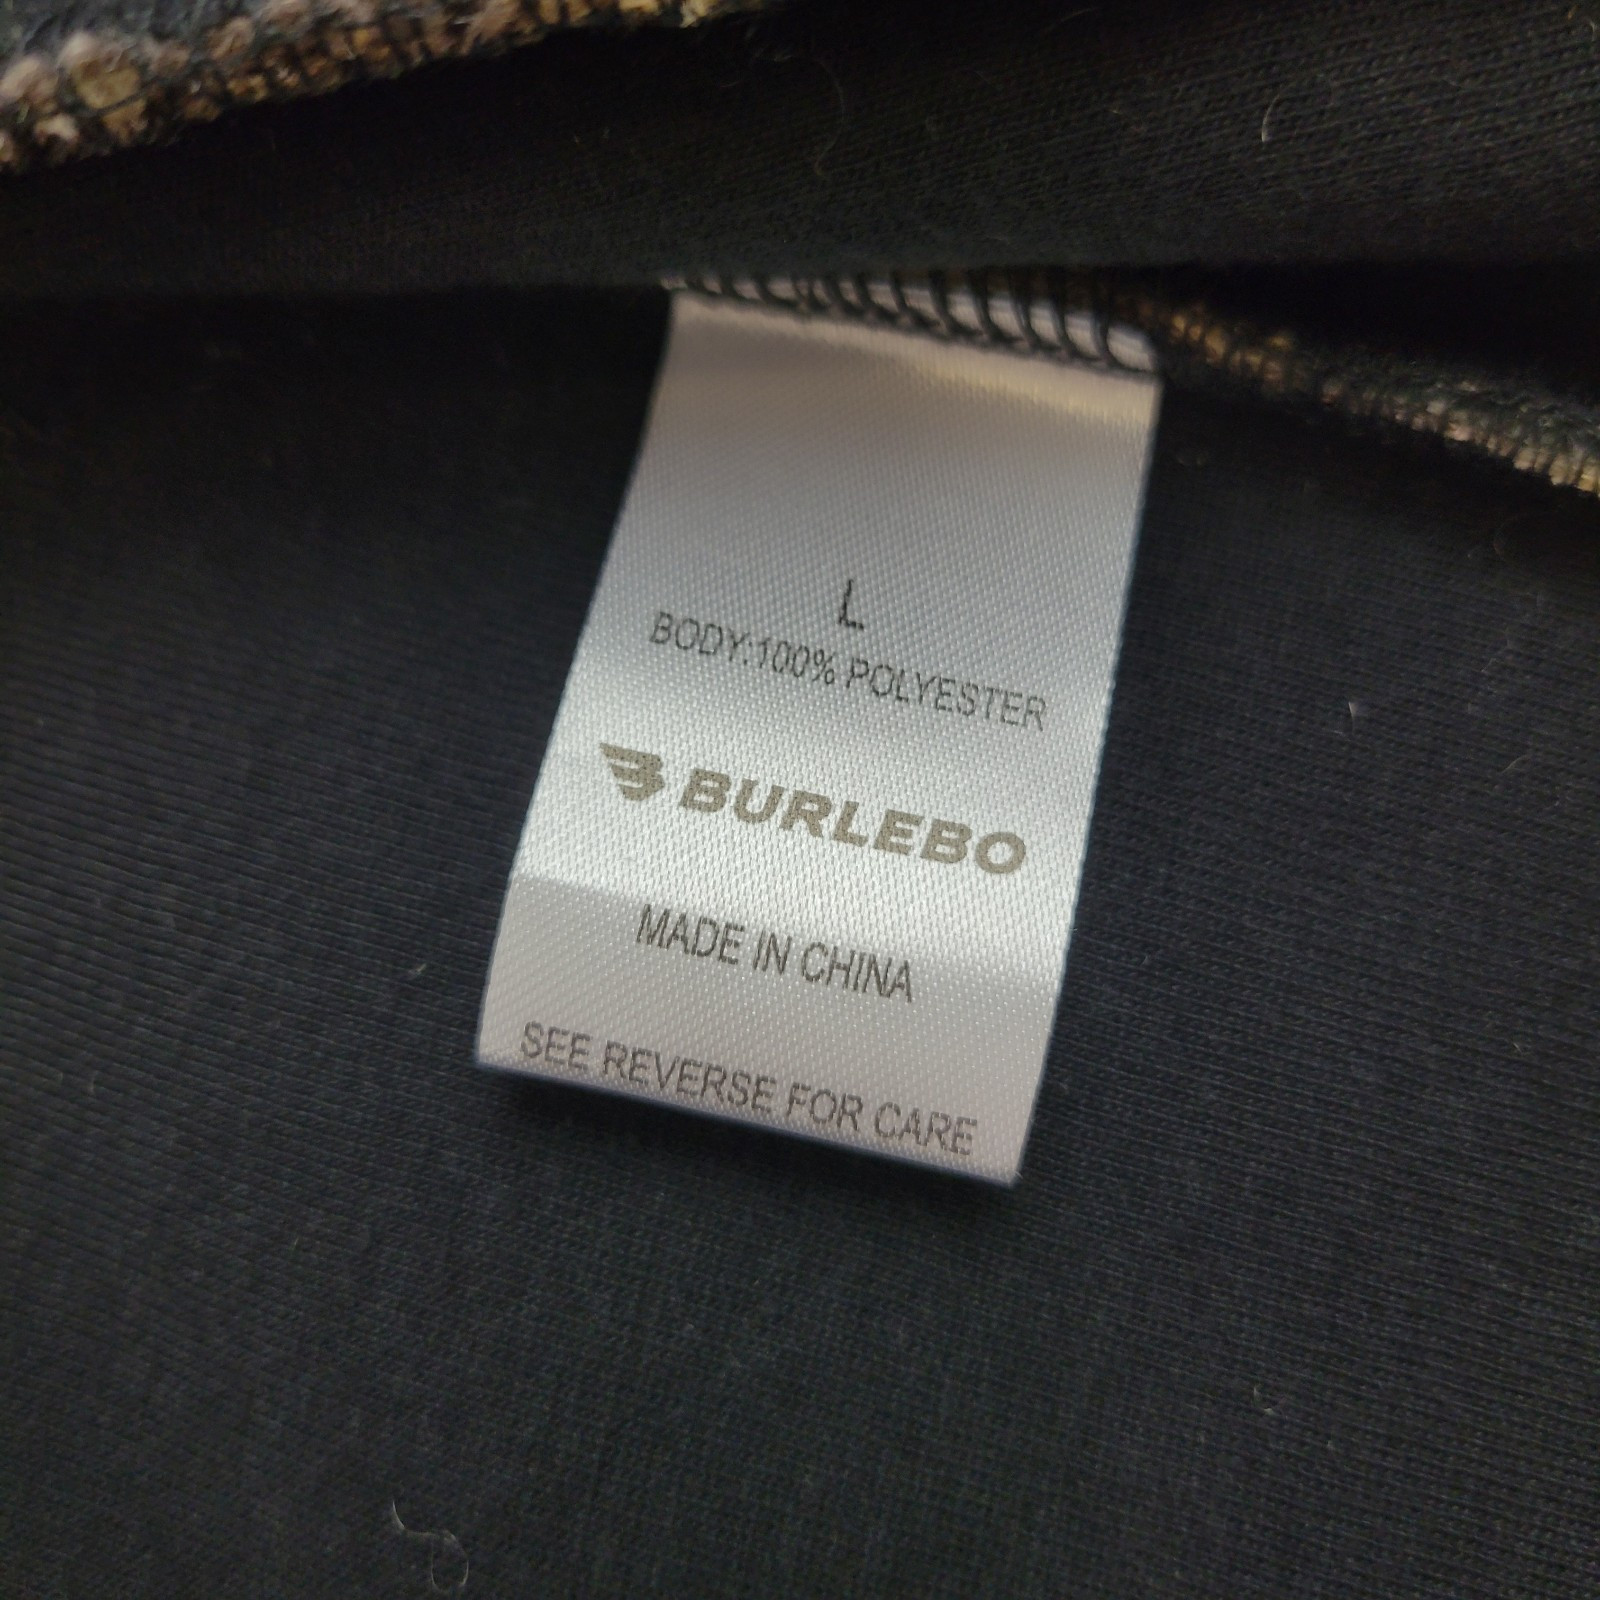 L
BODY:100% POLYESTER
BURLEBO
MADE IN CHINA
SEE REVERSE FOR CARE